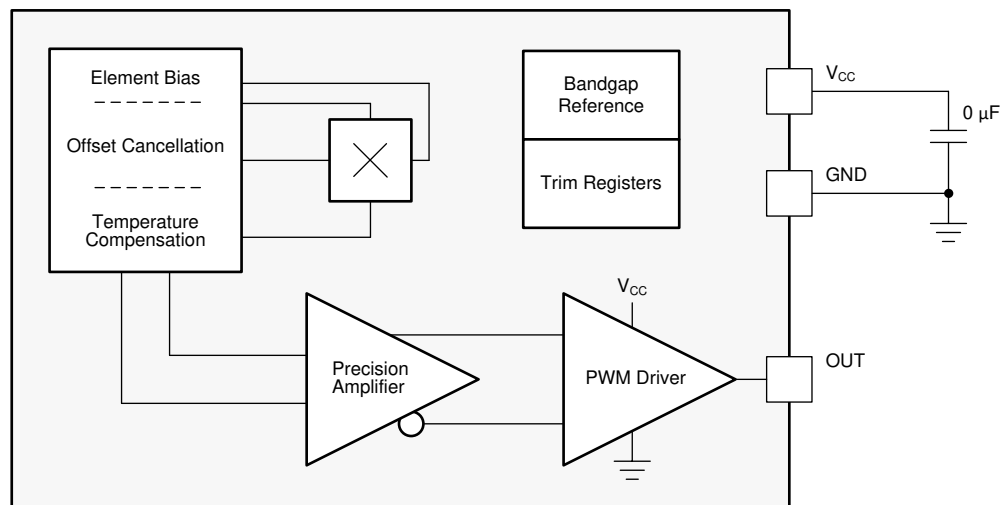 Element Bias
Offset Cancellation
Temperature
Compensation
Bandgap
Reference
Trim Registers
VCC
0 µF
GND
VCC
Precision
Amplifier
PWM Driver
OUT